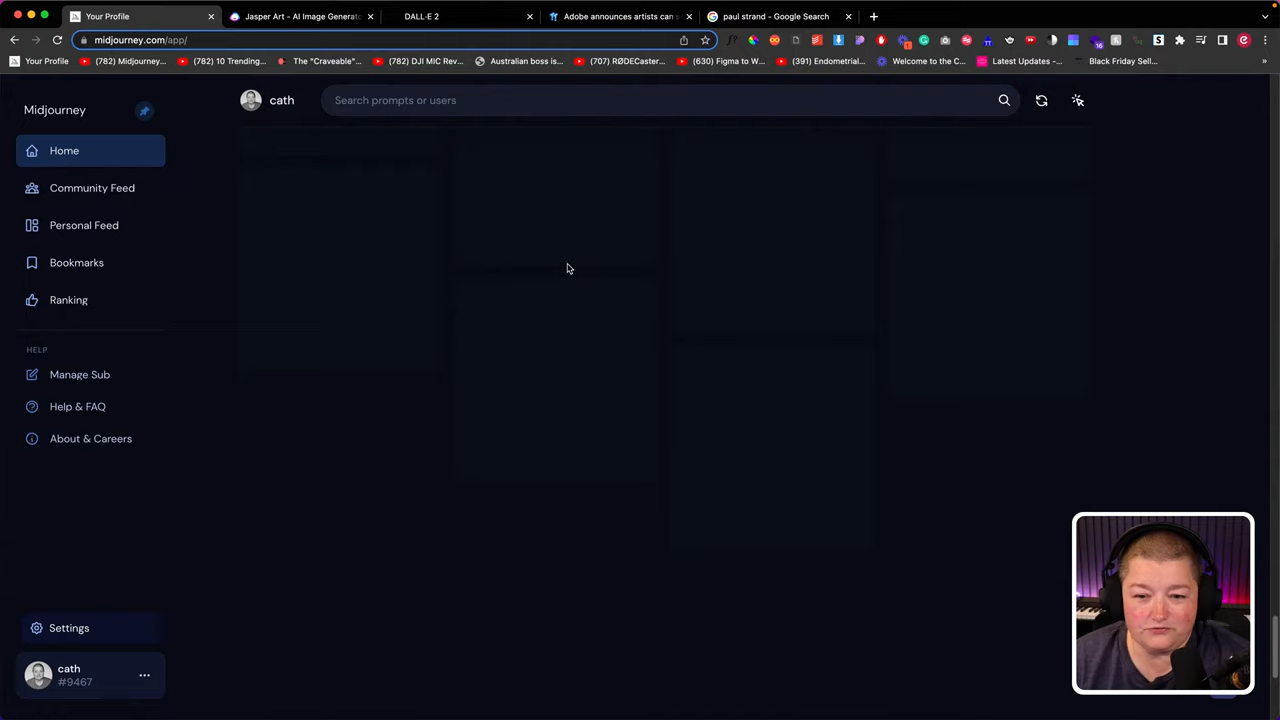 Your Profile
Jasper Art - AI Image Generato
DALL·E 2
Adobe announces artists can s
paul strand - Google Search
midjourney.com/app/
Your Profile
(782) Midjourney...
(782) 10 Trending...
The "Craveable"...
(782) DJI MIC Rev...
Australian boss is...
(707) RØDECaster...
(630) Figma to W...
(391) Endometrial...
Welcome to the C...
Latest Updates -...
Black Friday Sell...
Midjourney
cath
Search prompts or users
Home
Community Feed
Personal Feed
Bookmarks
Ranking
HELP
Manage Sub
Help & FAQ
About & Careers
Settings
cath
#9467